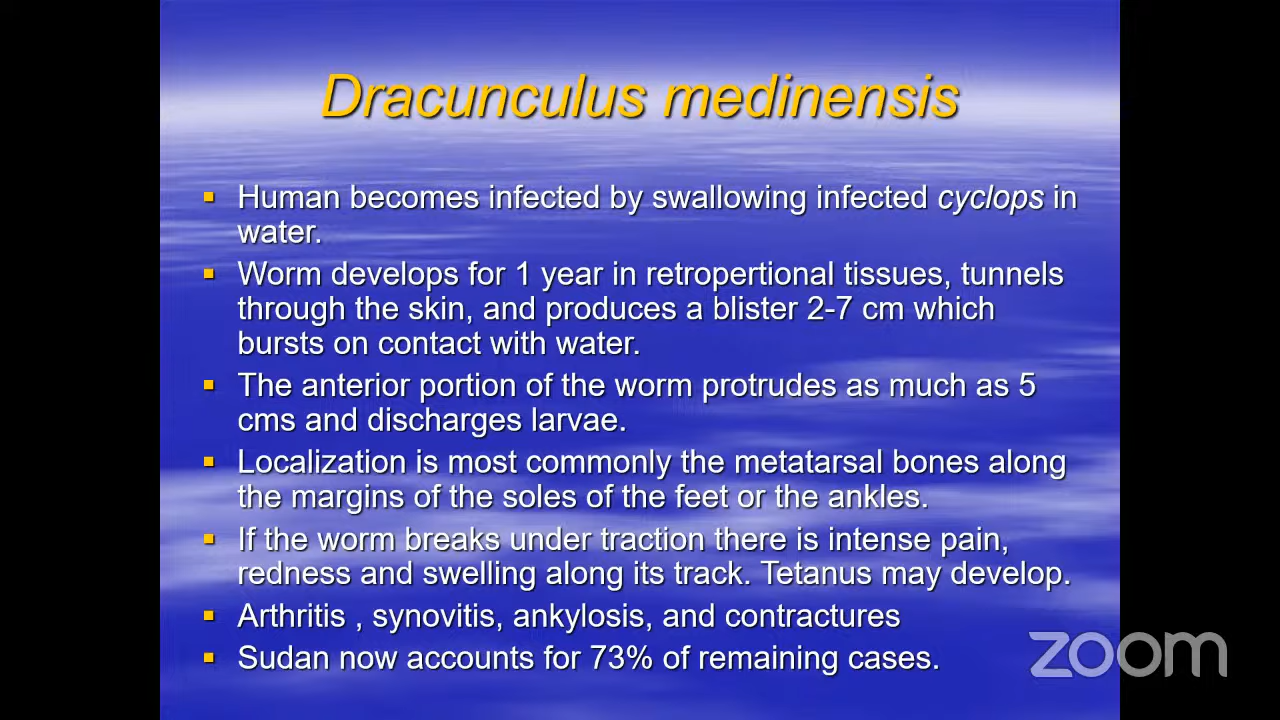 Dracunculus medinensis
▪ Human becomes infected by swallowing infected cyclops in
water.
▪ Worm develops for 1 year in retropertional tissues, tunnels
through the skin, and produces a blister 2-7 cm which
bursts on contact with water.
▪ The anterior portion of the worm protrudes as much as 5
cms and discharges larvae.
▪ Localization is most commonly the metatarsal bones along
the margins of the soles of the feet or the ankles.
▪ If the worm breaks under traction there is intense pain,
redness and swelling along its track. Tetanus may develop.
▪ Arthritis , synovitis, ankylosis, and contractures
▪ Sudan now accounts for 73% of remaining cases.
zoom